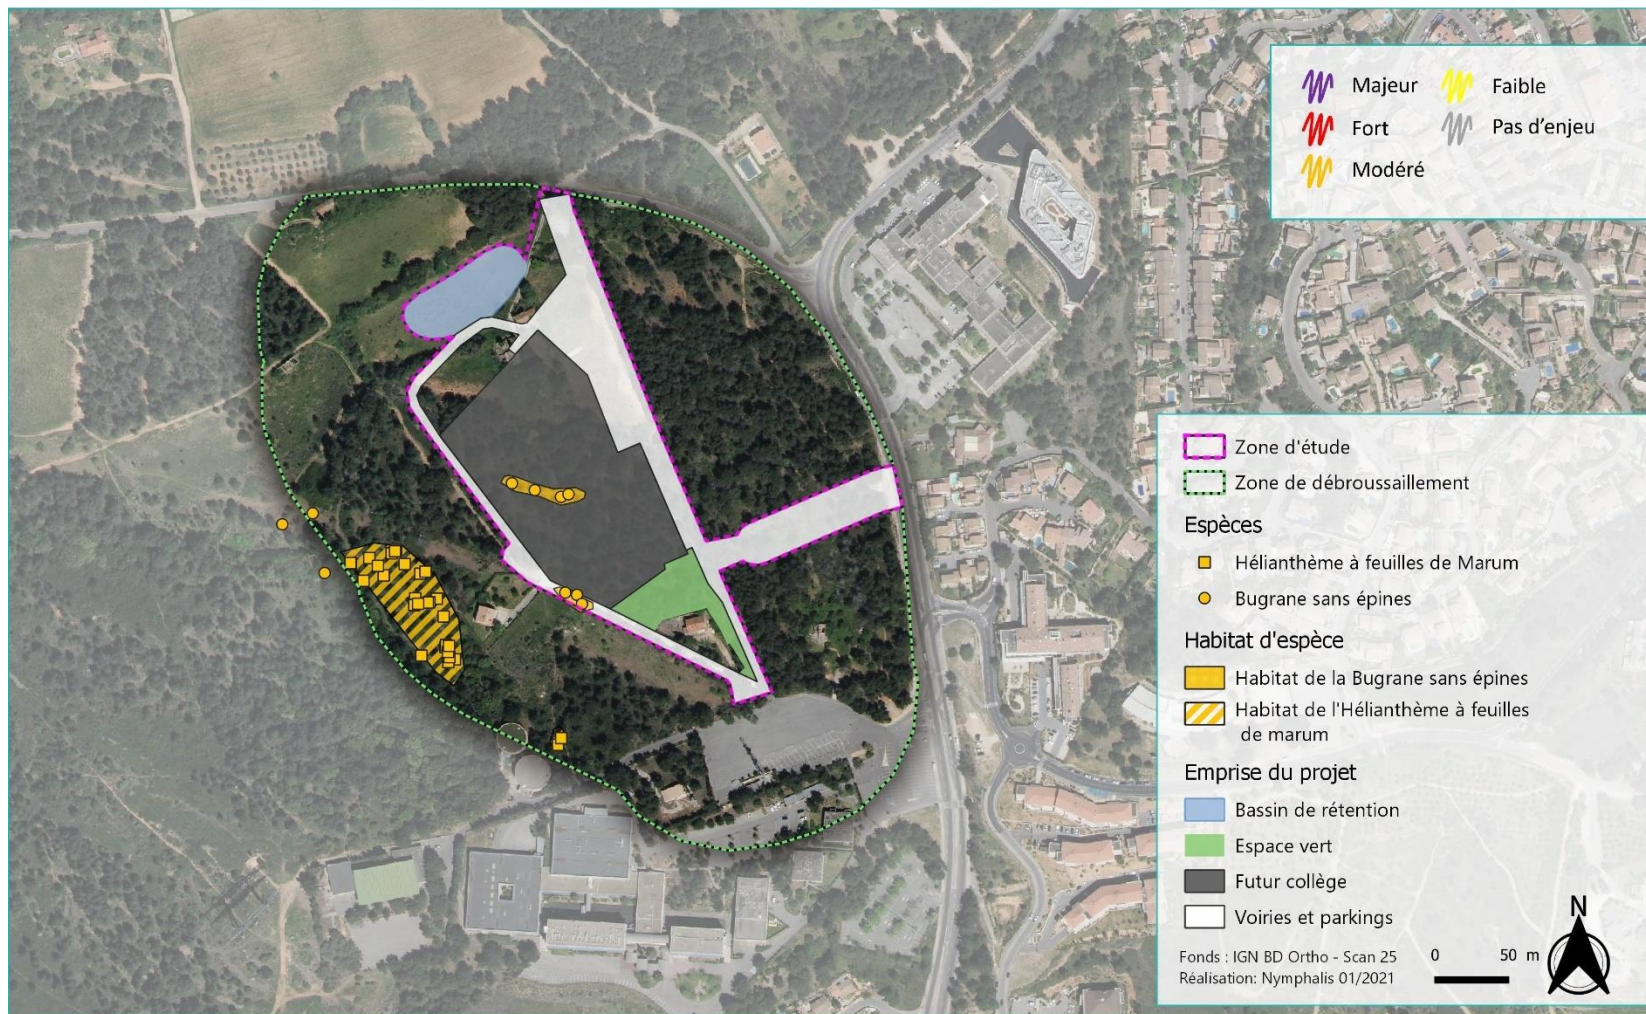 Majeur
Faible
Fort
Pas d'enjeu
Modéré
Zone d'étude
Zone de débroussaillement
Espèces
Hélianthème à feuilles de Marum
Bugrane sans épines
Habitat d'espèce
Habitat de la Bugrane sans épines
Habitat de l'Hélianthème à feuilles
de marum
Emprise du projet
Bassin de rétention
Espace vert
Futur collège
Voiries et parkings
Fonds : IGN BD Ortho - Scan 25
Réalisation: Nymphalis 01/2021
0 50 m
N